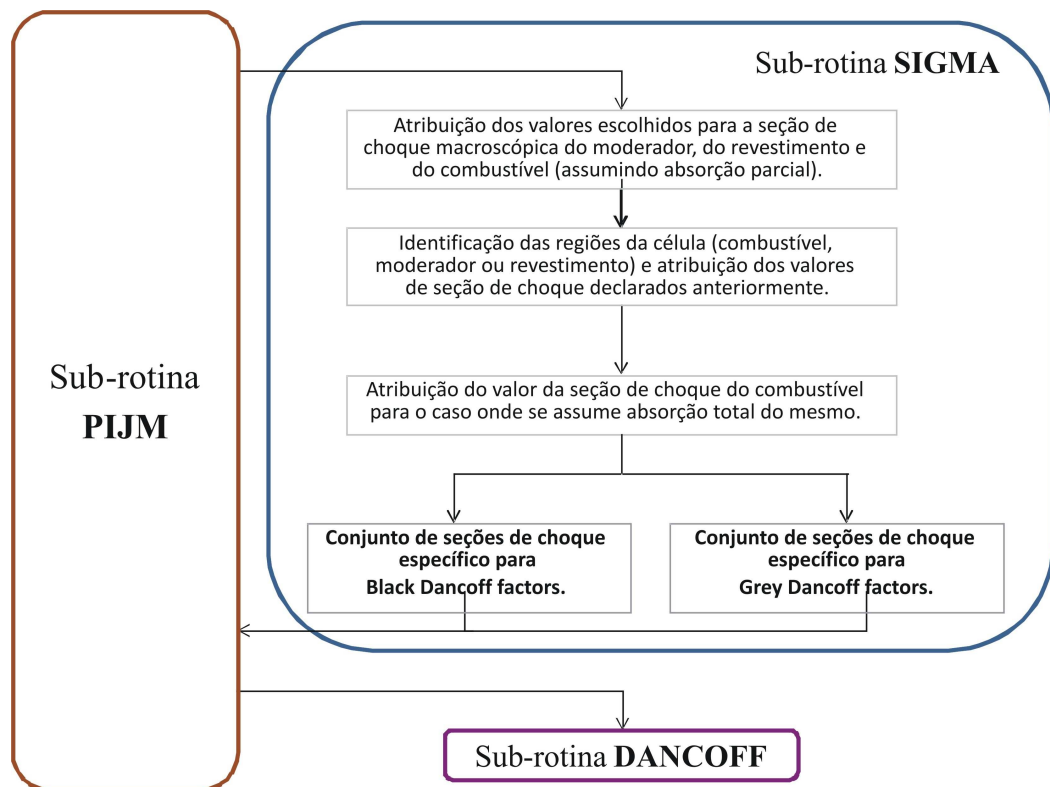 Sub-rotina SIGMA
Atribuição dos valores escolhidos para a seção de
choque macroscópica do moderador, do revestimento e
do combustível (assumindo absorção parcial).
Identificação das regiões da célula (combustível,
moderador ou revestimento) e atribuição dos valores
de seção de choque declarados anteriormente.
Sub-rotina
PIJM
Atribuição do valor da seção de choque do combustível
para o caso onde se assume absorção total do mesmo.
Conjunto de seções de choque
específico para
Black Dancoff factors.
Conjunto de seções de choque
específico para
Grey Dancoff factors.
Sub-rotina DANCOFF